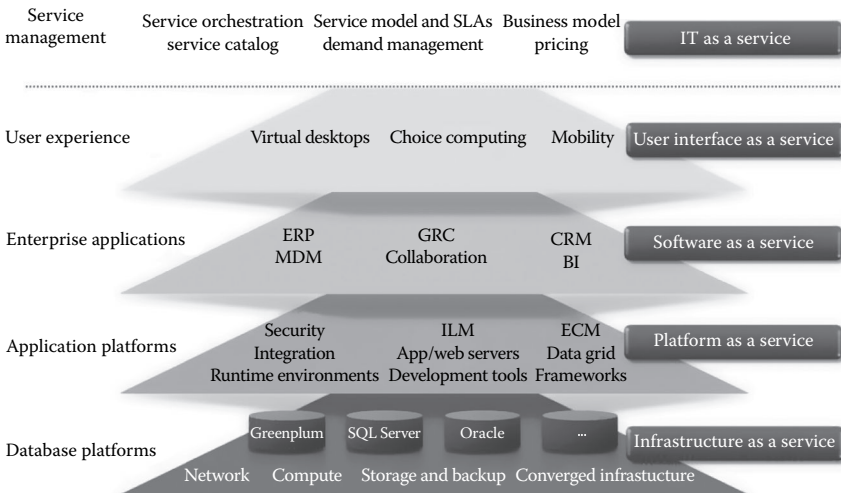 Service management
Service orchestration service catalog
Service model and SLAs demand management
Business model pricing
IT as a service
User experience
Virtual desktops
Choice computing
Mobility
User interface as a service
Enterprise applications
ERP
MDM
GRC
Collaboration
CRM
BI
Software as a service
Application platforms
Security
Integration
Runtime environments
ILM
App/web servers
Development tools
ECM
Data grid
Frameworks
Platform as a service
Database platforms
Greenplum
SQL Server
Oracle
...
Infrastructure as a service
Network
Compute
Storage and backup
Converged infrastucture